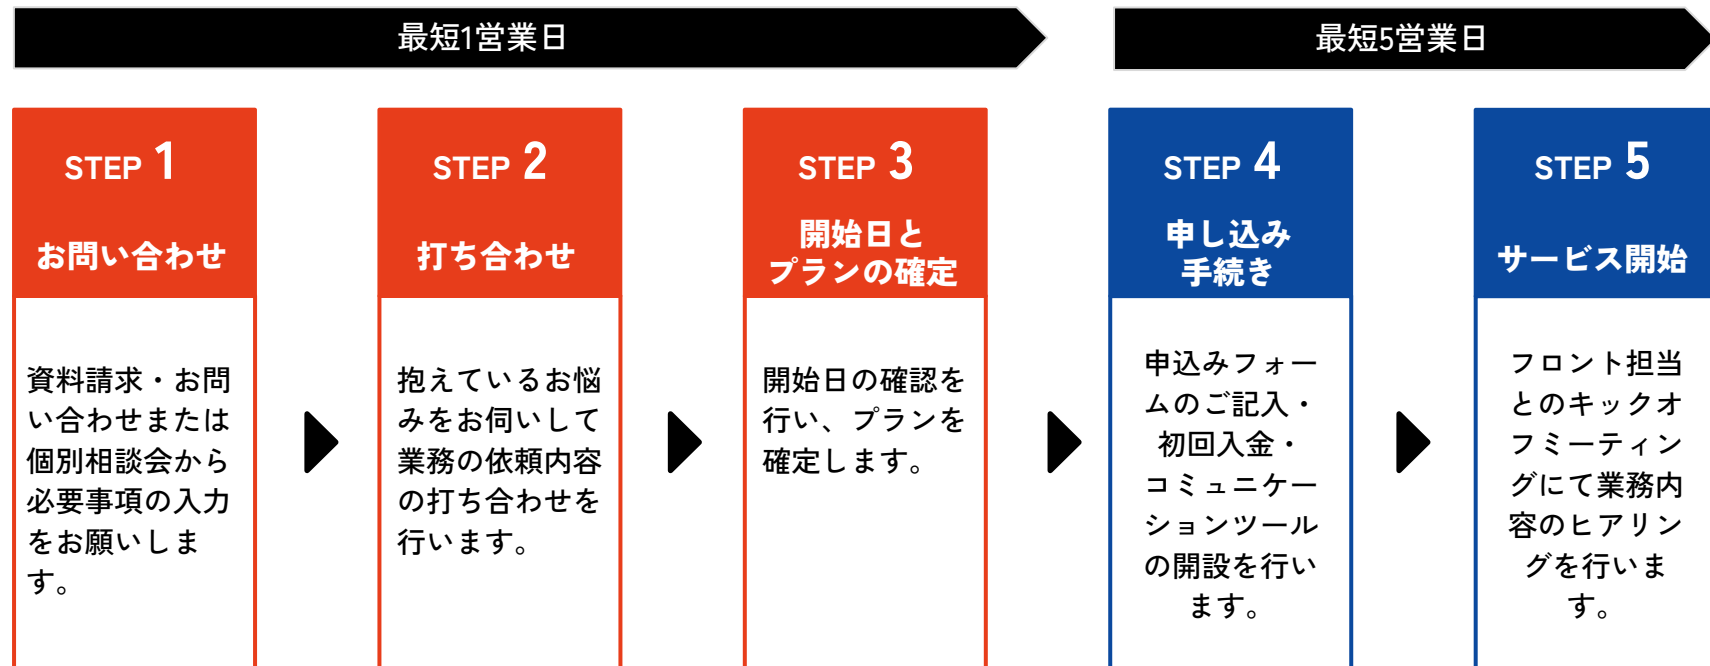 最短1営業日
最短5営業日
STEP 1
お問い合わせ
資料請求・お問
い合わせまたは
個別相談会から
必要事項の入力
をお願いしま
す。
STEP 2
打ち合わせ
抱えているお悩
みをお伺いして
業務の依頼内容
の打ち合わせを
行います。
STEP 3
開始日と
プランの確定
開始日の確認を
行い、プランを
確定します。
STEP 4
申し込み
手続き
申込みフォー
ムのご記入・
初回入金・
コミュニケー
ションツール
の開設を行い
ます。
STEP 5
サービス開始
フロント担当
とのキックオ
フミーティン
グにて業務内
容のヒアリン
グを行いま
す。